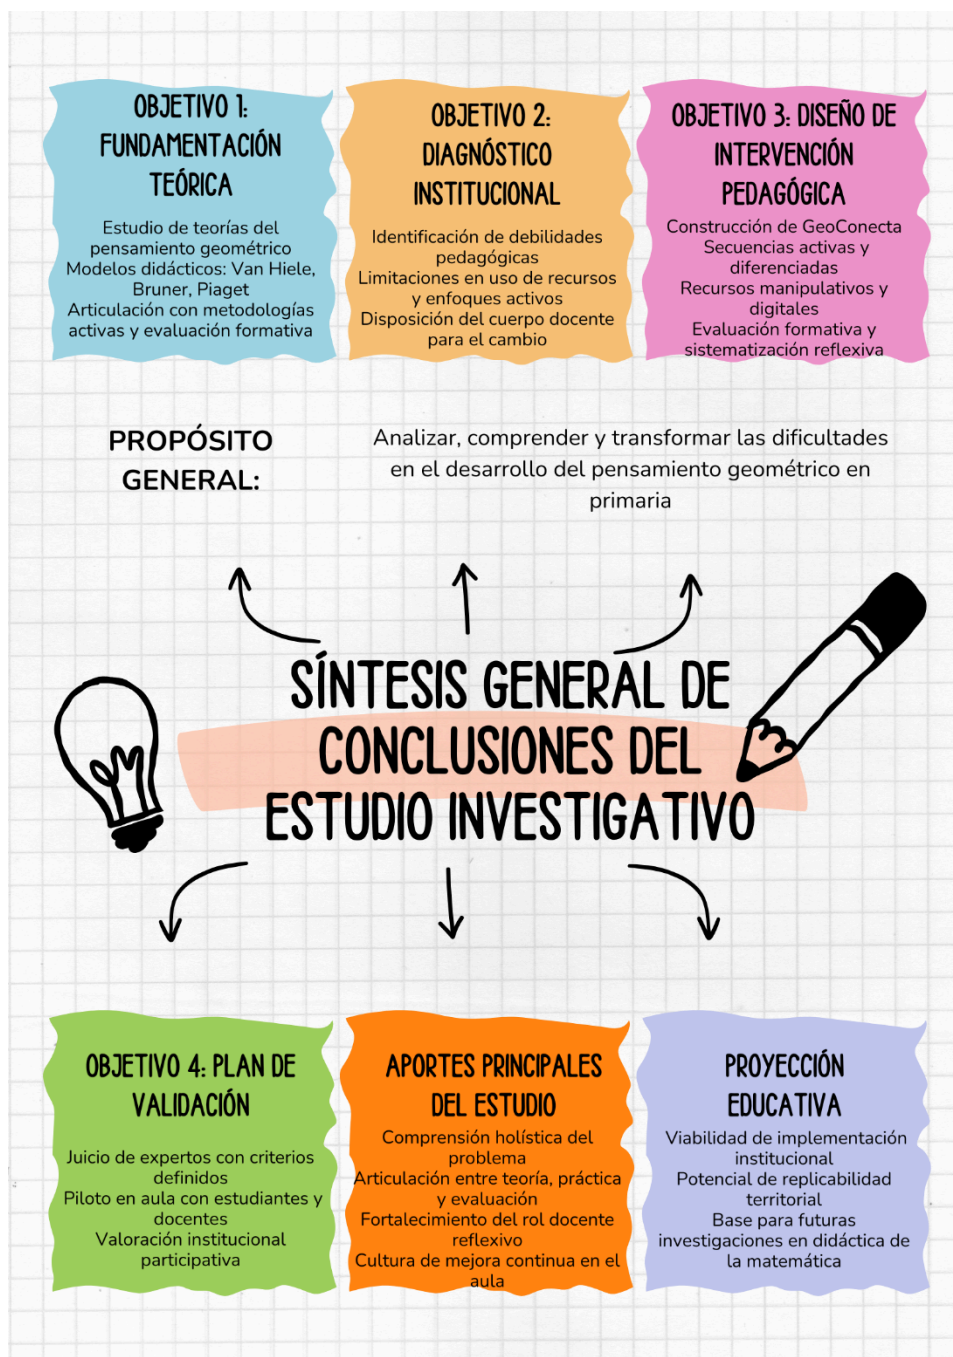 OBJETIVO 1:
FUNDAMENTACIÓN
TEÓRICA
Estudio de teorías del
pensamiento geométrico
Modelos didácticos: Van Hiele,
Bruner, Piaget
Articulación con metodologías
activas y evaluación formativa
OBJETIVO 2:
DIAGNÓSTICO
INSTITUCIONAL
Identificación de debilidades
pedagógicas
Limitaciones en uso de recursos
y enfoques activos
Disposición del cuerpo docente
para el cambio
OBJETIVO 3: DISEÑO DE
INTERVENCIÓN
PEDAGÓGICA
Construcción de GeoConecta
Secuencias activas y
diferenciadas
Recursos manipulativos y
digitales
Evaluación formativa y
sistematización reflexiva
PROPÓSITO
GENERAL:
Analizar, comprender y transformar las dificultades
en el desarrollo del pensamiento geométrico en
primaria
SÍNTESIS GENERAL DE
CONCLUSIONES DEL
ESTUDIO INVESTIGATIVO
OBJETIVO 4: PLAN DE
VALIDACIÓN
Juicio de expertos con criterios
definidos
Piloto en aula con estudiantes y
docentes
Valoración institucional
participativa
APORTES PRINCIPALES
DEL ESTUDIO
Comprensión holística del
problema
Articulación entre teoría, práctica
y evaluación
Fortalecimiento del rol docente
reflexivo
Cultura de mejora continua en el
aula
PROYECCIÓN
EDUCATIVA
Viabilidad de implementación
institucional
Potencial de replicabilidad
territorial
Base para futuras
investigaciones en didáctica de
la matemática